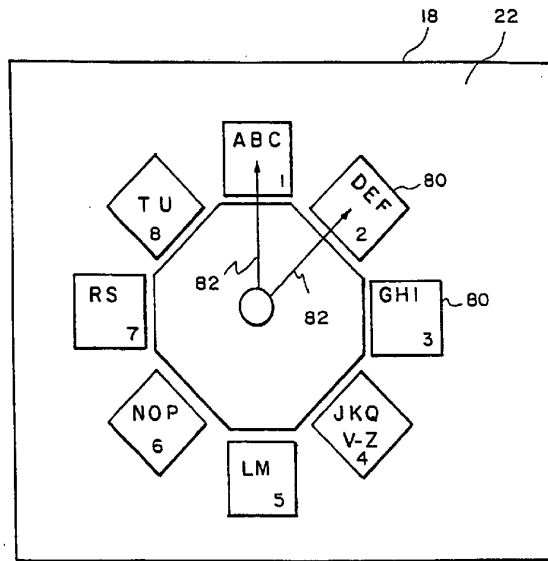 18 22
ABC
1
DEF 80
2
GHI 80
3
JKQ
V-Z
4
LM
5
NOP
6
RS
7
TU
8
82
82